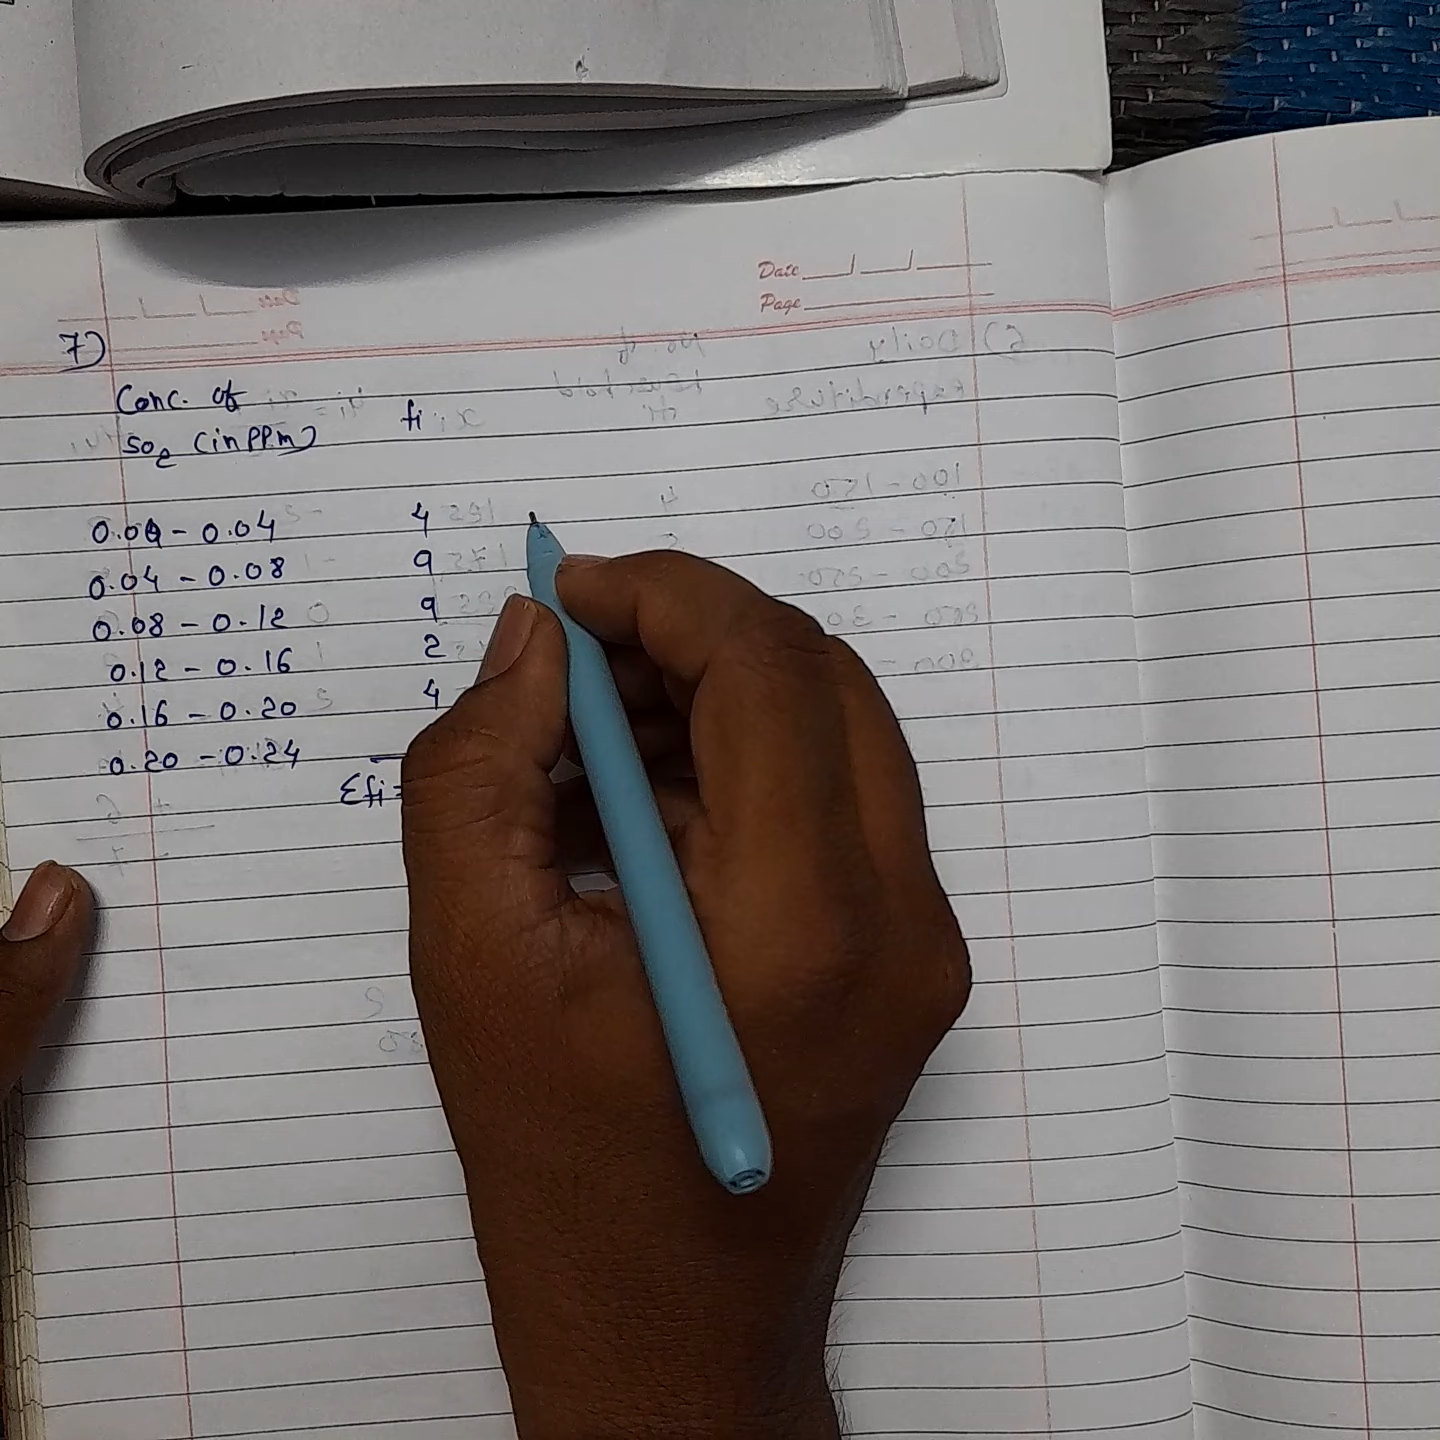 Date
Page
7)
Conc. of
SO2 (in PPm) fi
0.00 - 0.04 4
0.04 - 0.08 9
0.08 - 0.12 9
0.12 - 0.16 2
0.16 - 0.20 4
0.20 - 0.24
Σfi =